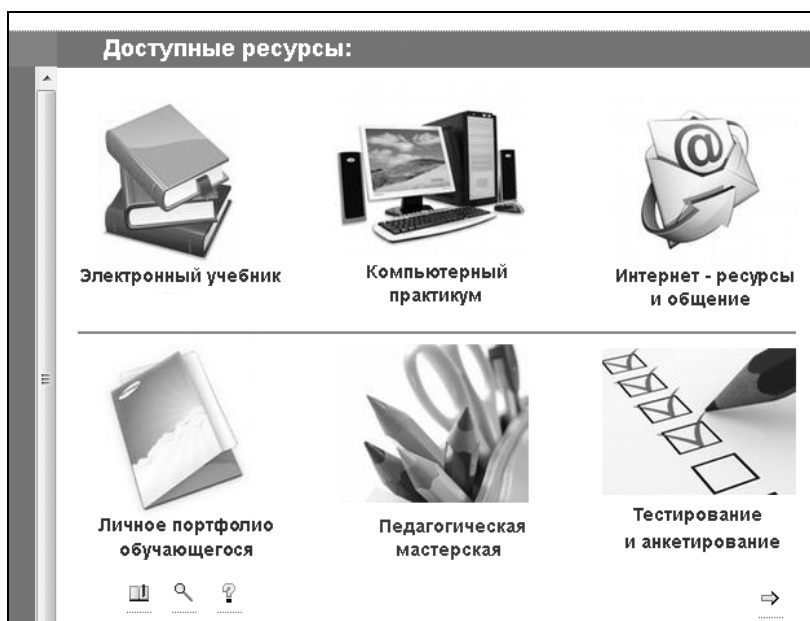 Доступные ресурсы:
Электронный учебник
Компьютерный
практикум
Интернет - ресурсы
и общение
Личное портфолио
обучающегося
Педагогическая
мастерская
Тестирование
и анкетирование